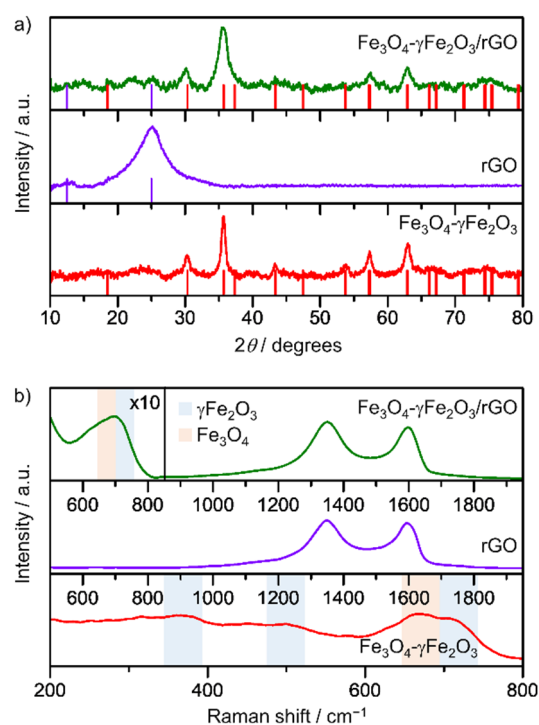 a)
Fe₃O₄-γFe₂O₃/rGO
rGO
Fe₃O₄-γFe₂O₃
Intensity / a.u.
10 20 30 40 50 60 70 80
2θ / degrees
b)
x10
Fe₃O₄-γFe₂O₃/rGO
γFe₂O₃
Fe₃O₄
600 800 1000 1200 1400 1600 1800
rGO
600 800 1000 1200 1400 1600 1800
Fe₃O₄-γFe₂O₃
Intensity / a.u.
200 400 600 800
Raman shift / cm⁻¹